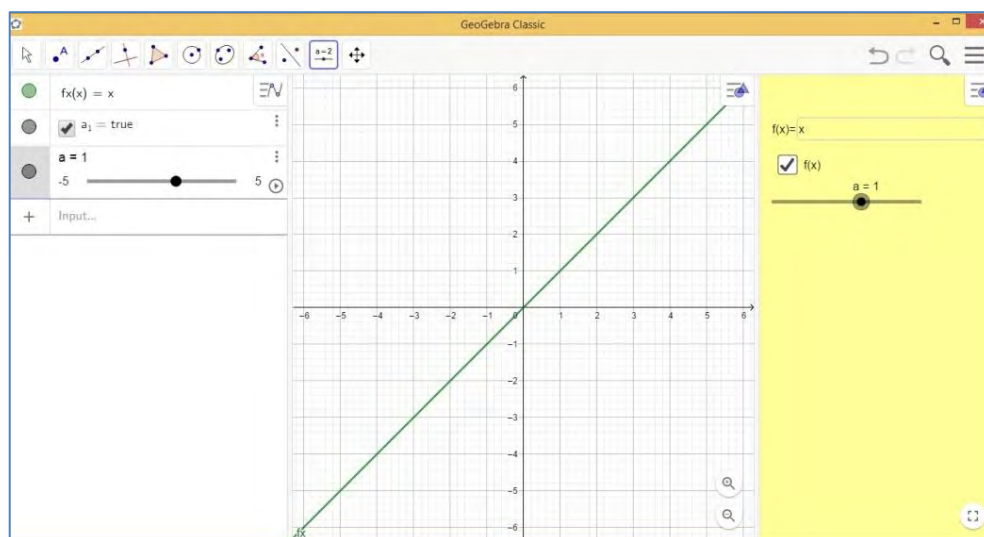 GeoGebra Classic
a=2
fx(x) = x
a₁ = true
a = 1
-5
5
+
Input...
6
5
4
3
2
1
0
-1
-2
-3
-4
-5
-6
-6
-5
-4
-3
-2
-1
1
2
3
4
5
6
fx
A
f(x)= x
f(x)
a = 1